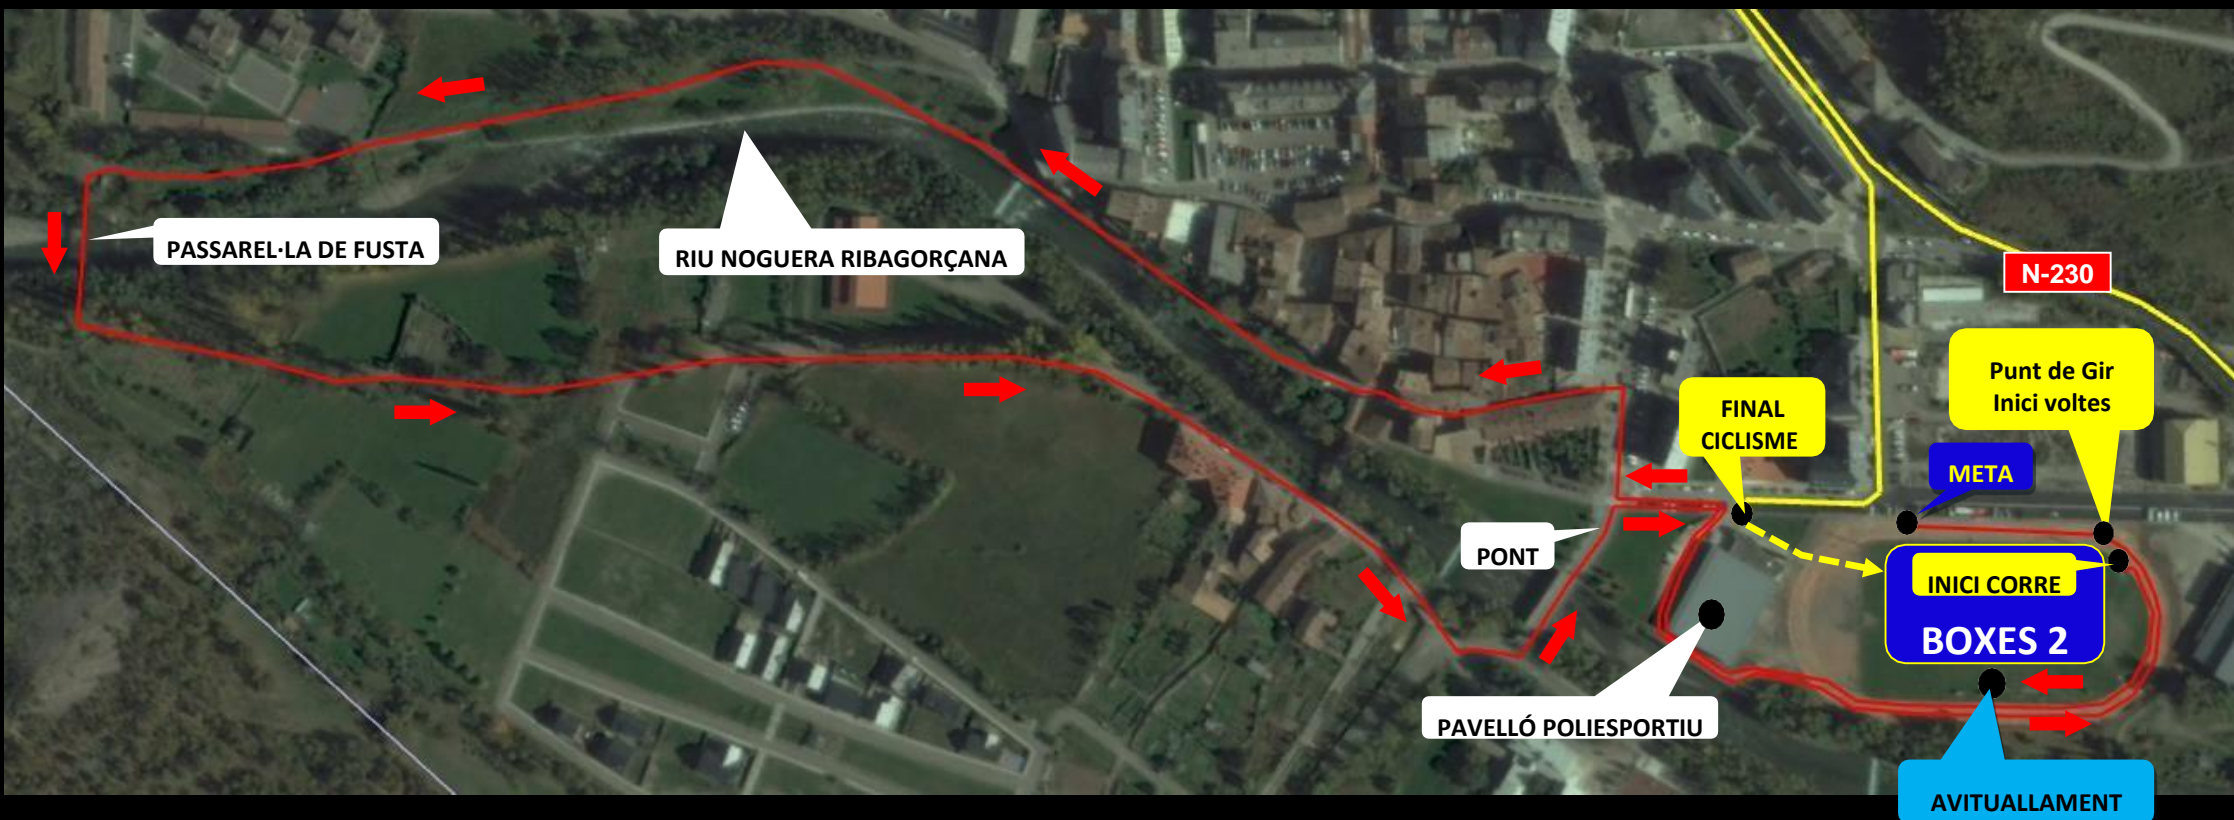 PASSAREL·LA DE FUSTA
RIU NOGUERA RIBAGORÇANA
N-230
Punt de Gir
Inici voltes
FINAL
CICLISME
META
PONT
INICI CORRE
BOXES 2
PAVELLÓ POLIESPORTIU
AVITUALLAMENT